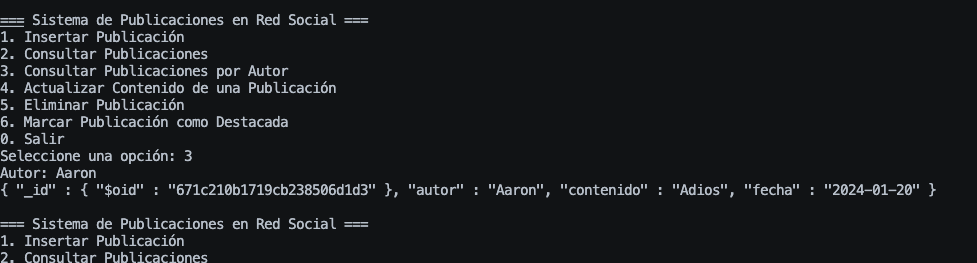 === Sistema de Publicaciones en Red Social ===
1. Insertar Publicación
2. Consultar Publicaciones
3. Consultar Publicaciones por Autor
4. Actualizar Contenido de una Publicación
5. Eliminar Publicación
6. Marcar Publicación como Destacada
0. Salir
Seleccione una opción: 3
Autor: Aaron
{ "_id" : { "$oid" : "671c210b1719cb238506d1d3" }, "autor" : "Aaron", "contenido" : "Adios", "fecha" : "2024-01-20" }
=== Sistema de Publicaciones en Red Social ===
1. Insertar Publicación
2. Consultar Publicaciones